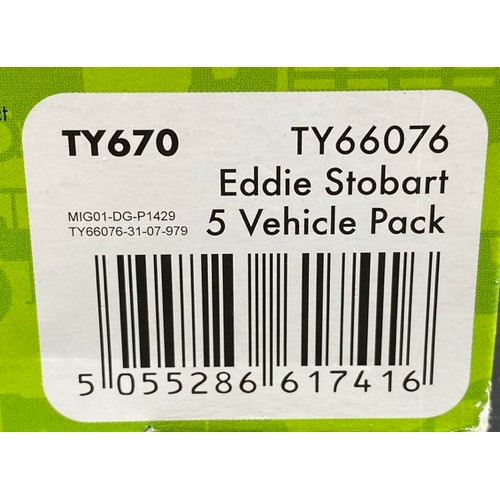 TY670
TY66076
Eddie Stobart
5 Vehicle Pack
MIG01-DG-P1429
TY66076-31-07-979
5 055286 617416